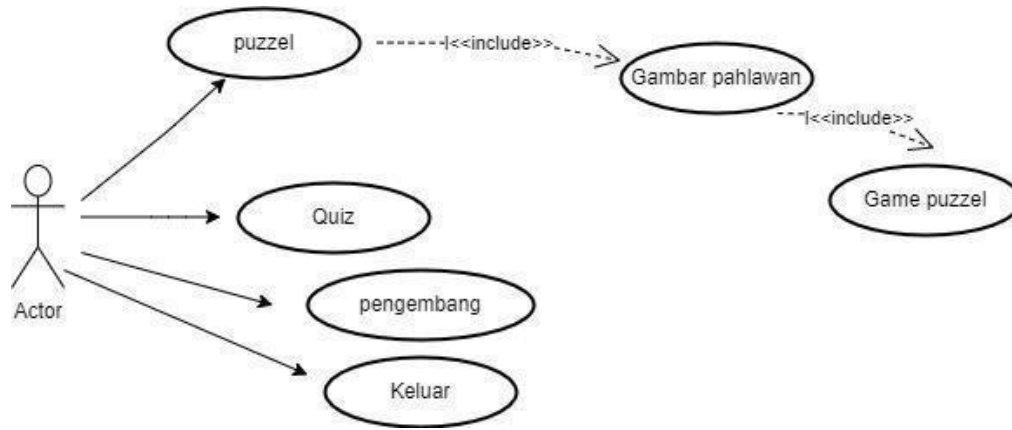 puzzel
I<<include>>
Gambar pahlawan
I<<include>>
Game puzzel
Quiz
Actor
pengembang
Keluar